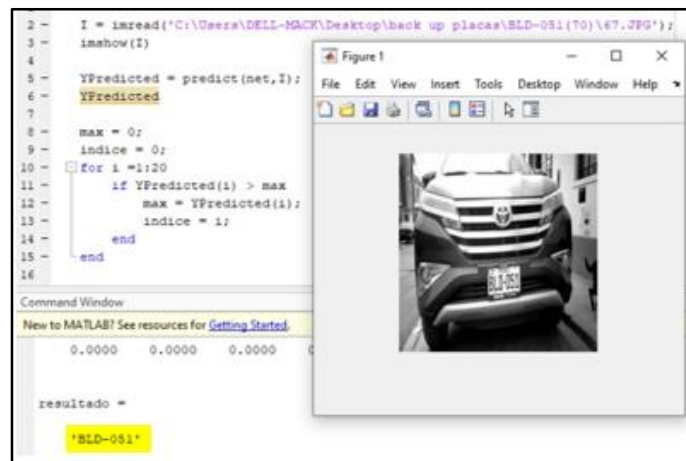 2 - I = imread('C:\Users\DELL-MACK\Desktop\back up placas\BLD-051(70)\67.JPG');
3 - imshow(I)
4
5 - YPredicted = predict(net,I);
6 - YPredicted
7
8 - max = 0;
9 - indice = 0;
10 - for i =1:20
11 - if YPredicted(i) > max
12 - max = YPredicted(i);
13 - indice = i;
14 - end
15 - end
16
Figure 1
File Edit View Insert Tools Desktop Window Help
BLD-051
Command Window
New to MATLAB? See resources for Getting Started.
0.0000 0.0000 0.0000
resultado =
'BLD-051'